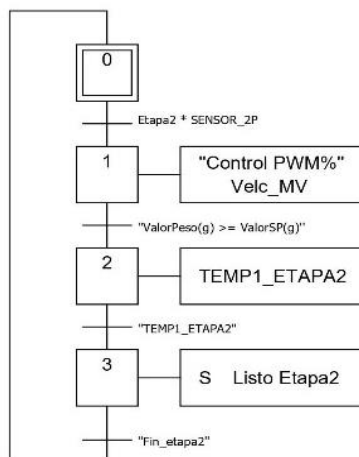 0
Etapa2 * SENSOR_2P
1
"Control PWM%"
Velc_MV
"ValorPeso(g) >= ValorSP(g)"
2
TEMP1_ETAPA2
"TEMP1_ETAPA2"
3
S Listo Etapa2
"Fin_etapa2"